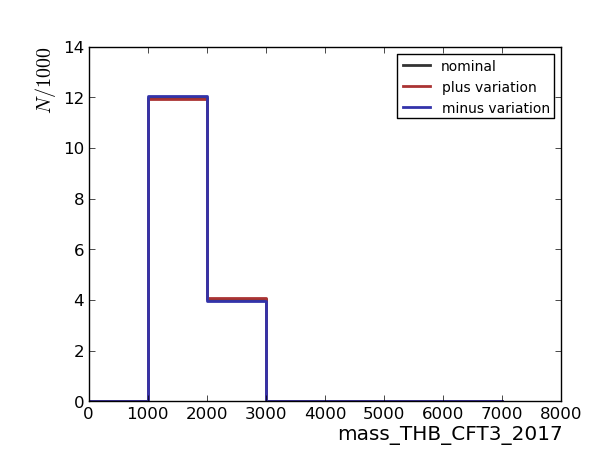 N/1000
14
12
10
8
6
4
2
0
nominal
plus variation
minus variation
0 1000 2000 3000 4000 5000 6000 7000 8000
mass_THB_CFT3_2017